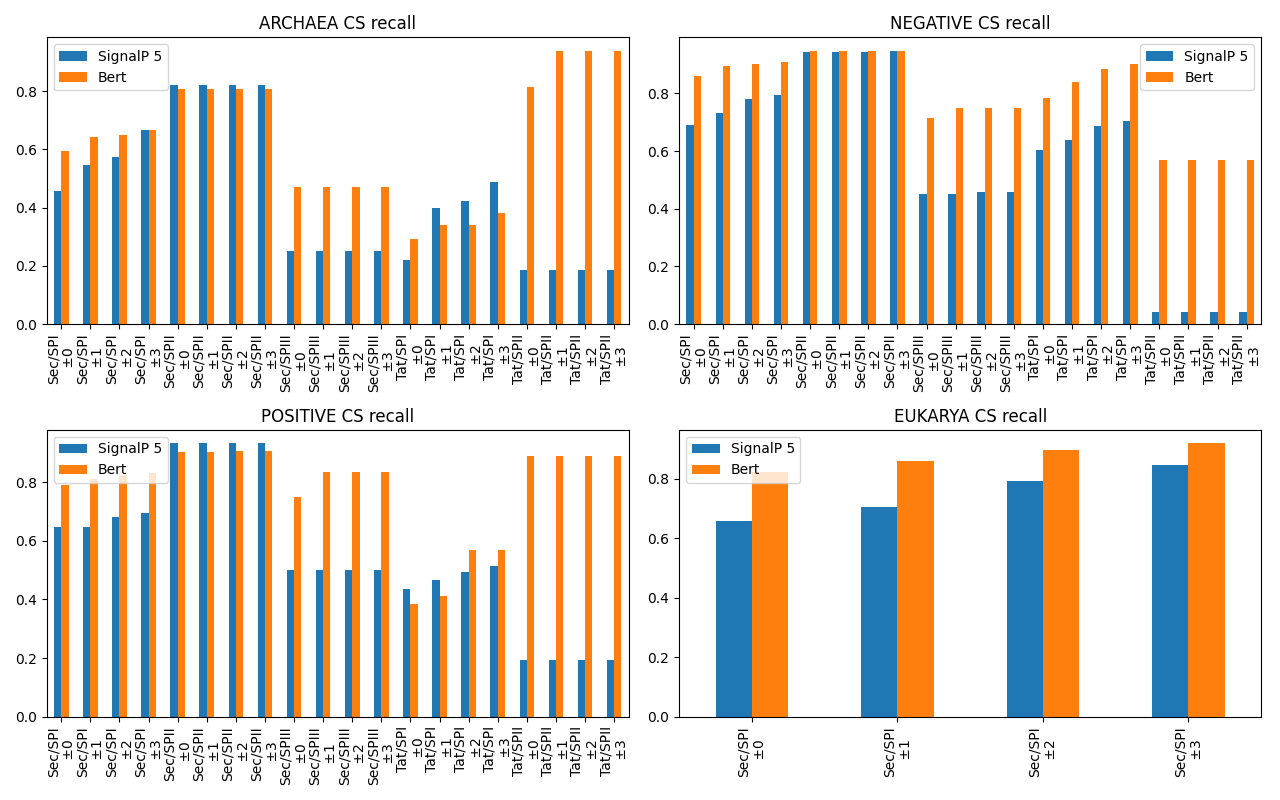 ARCHAEA CS recall
SignalP 5
Bert
0.8
0.6
0.4
0.2
0.0
Sec/SPI
±0
Sec/SPI
±1
Sec/SPI
±2
Sec/SPI
±3
Sec/SPII
±0
Sec/SPII
±1
Sec/SPII
±2
Sec/SPII
±3
Sec/SPIII
±0
Sec/SPIII
±1
Sec/SPIII
±2
Sec/SPIII
±3
Tat/SPI
±0
Tat/SPI
±1
Tat/SPI
±2
Tat/SPI
±3
Tat/SPII
±0
Tat/SPII
±1
Tat/SPII
±2
Tat/SPII
±3
NEGATIVE CS recall
SignalP 5
Bert
0.8
0.6
0.4
0.2
0.0
Sec/SPI
±0
Sec/SPI
±1
Sec/SPI
±2
Sec/SPI
±3
Sec/SPII
±0
Sec/SPII
±1
Sec/SPII
±2
Sec/SPII
±3
Sec/SPIII
±0
Sec/SPIII
±1
Sec/SPIII
±2
Sec/SPIII
±3
Tat/SPI
±0
Tat/SPI
±1
Tat/SPI
±2
Tat/SPI
±3
Tat/SPII
±0
Tat/SPII
±1
Tat/SPII
±2
Tat/SPII
±3
POSITIVE CS recall
SignalP 5
Bert
0.8
0.6
0.4
0.2
0.0
Sec/SPI
±0
Sec/SPI
±1
Sec/SPI
±2
Sec/SPI
±3
Sec/SPII
±0
Sec/SPII
±1
Sec/SPII
±2
Sec/SPII
±3
Sec/SPIII
±0
Sec/SPIII
±1
Sec/SPIII
±2
Sec/SPIII
±3
Tat/SPI
±0
Tat/SPI
±1
Tat/SPI
±2
Tat/SPI
±3
Tat/SPII
±0
Tat/SPII
±1
Tat/SPII
±2
Tat/SPII
±3
EUKARYA CS recall
SignalP 5
Bert
0.8
0.6
0.4
0.2
0.0
Sec/SPI
±0
Sec/SPI
±1
Sec/SPI
±2
Sec/SPI
±3